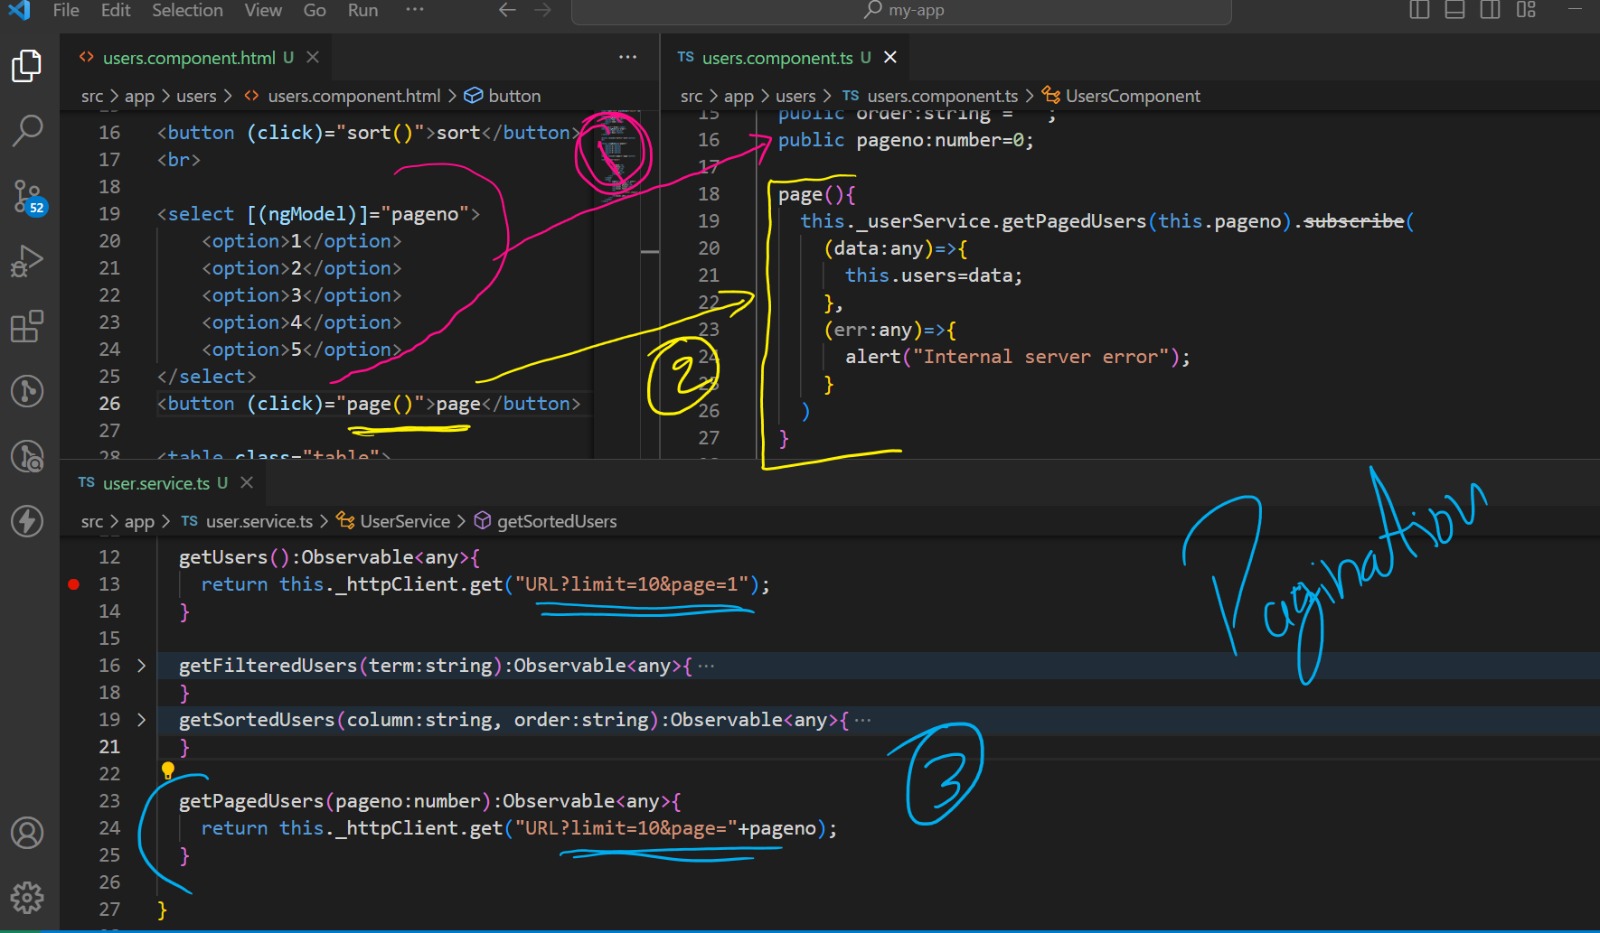 File Edit Selection View Go Run ··· my-app
users.component.html U
src > app > users > users.component.html > button
16 <button (click)="sort()">sort</button>
17 <br>
18
19 <select [(ngModel)]="pageno">
20 <option>1</option>
21 <option>2</option>
22 <option>3</option>
23 <option>4</option>
24 <option>5</option>
25 </select>
26 <button (click)="page()">page</button>
27
28 <table class="table">
1
TS users.component.ts U
src > app > users > TS users.component.ts > UsersComponent
15 public order:string = ;
16 public pageno:number=0;
17
18 page(){
19 this._userService.getPagedUsers(this.pageno).subscribe(
20 (data:any)=>{
21 this.users=data;
22 },
23 (err:any)=>{
24 alert("Internal server error");
25 }
26 )
27 }
2
52
TS user.service.ts U
src > app > TS user.service.ts > UserService > getSortedUsers
12 getUsers():Observable<any>{
13 return this._httpClient.get("URL?limit=10&page=1");
14 }
15
16 getFilteredUsers(term:string):Observable<any>{ ···
18 }
19 getSortedUsers(column:string, order:string):Observable<any>{ ···
21 }
22
23 getPagedUsers(pageno:number):Observable<any>{
24 return this._httpClient.get("URL?limit=10&page="+pageno);
25 }
26
27 }
Pagination
3